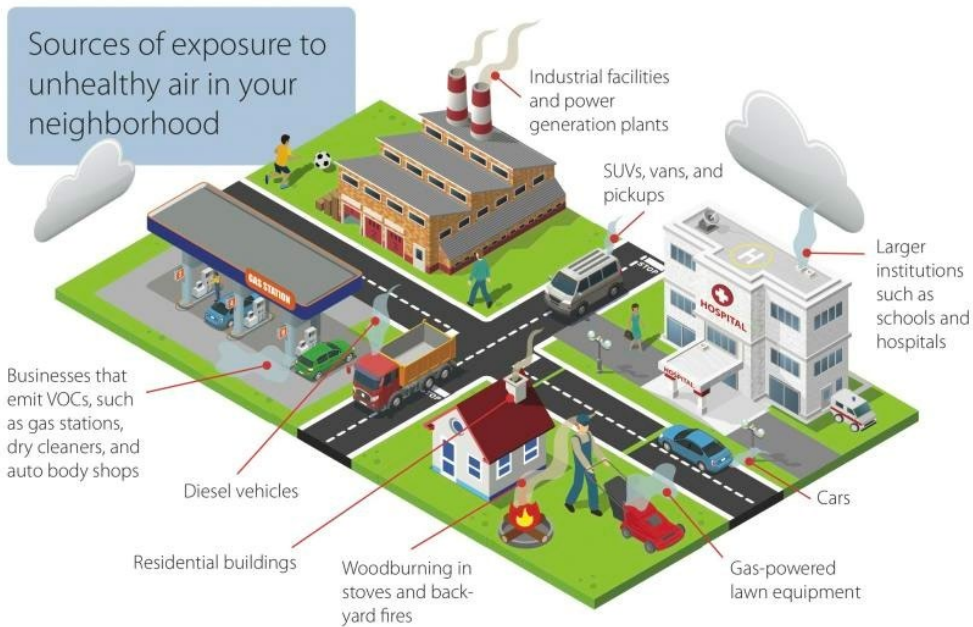 Sources of exposure to
unhealthy air in your
neighborhood
Industrial facilities
and power
generation plants
SUVs, vans, and
pickups
STOP
Larger
institutions
such as
schools and
hospitals
H
HOSPITAL
HOSPITAL
GAS STATION
STOP
Businesses that
emit VOCs, such
as gas stations,
dry cleaners, and
auto body shops
Diesel vehicles
Cars
Residential buildings
Woodburning in
stoves and back-
yard fires
Gas-powered
lawn equipment